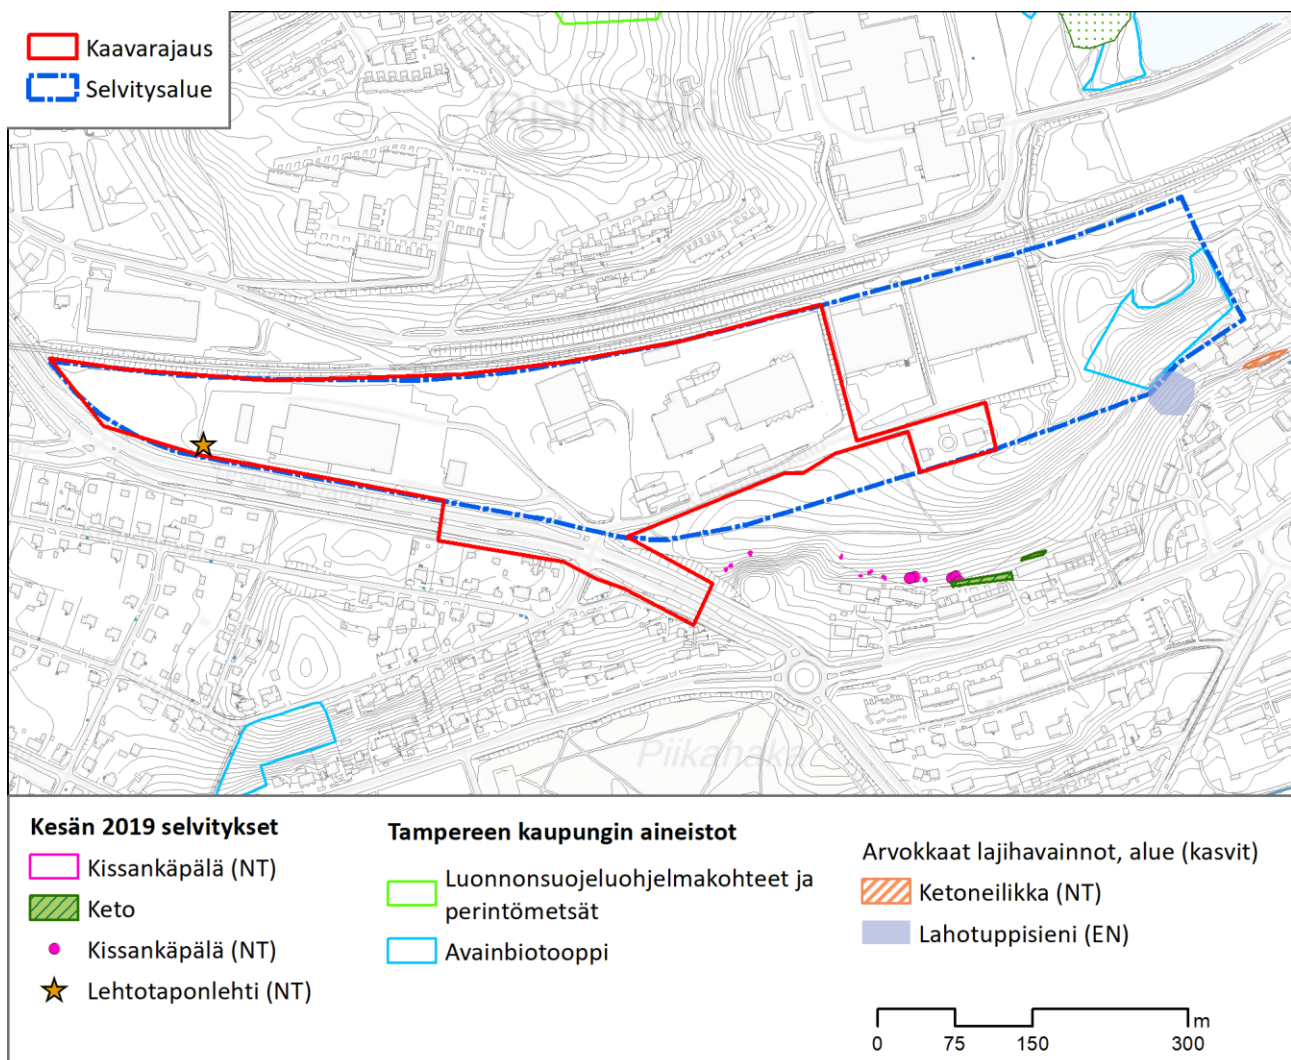 Kaavarajaus
Selvitysalue
Ristimäki
Piikahaka
Kesän 2019 selvitykset
Kissankäpälä (NT)
Keto
Kissankäpälä (NT)
Lehtotaponlehti (NT)
Tampereen kaupungin aineistot
Luonnonsuojeluohjelmakohteet ja
perintömetsät
Avainbiotooppi
Arvokkaat lajihavainnot, alue (kasvit)
Ketoneilikka (NT)
Lahotuppisieni (EN)
m
0 75 150 300